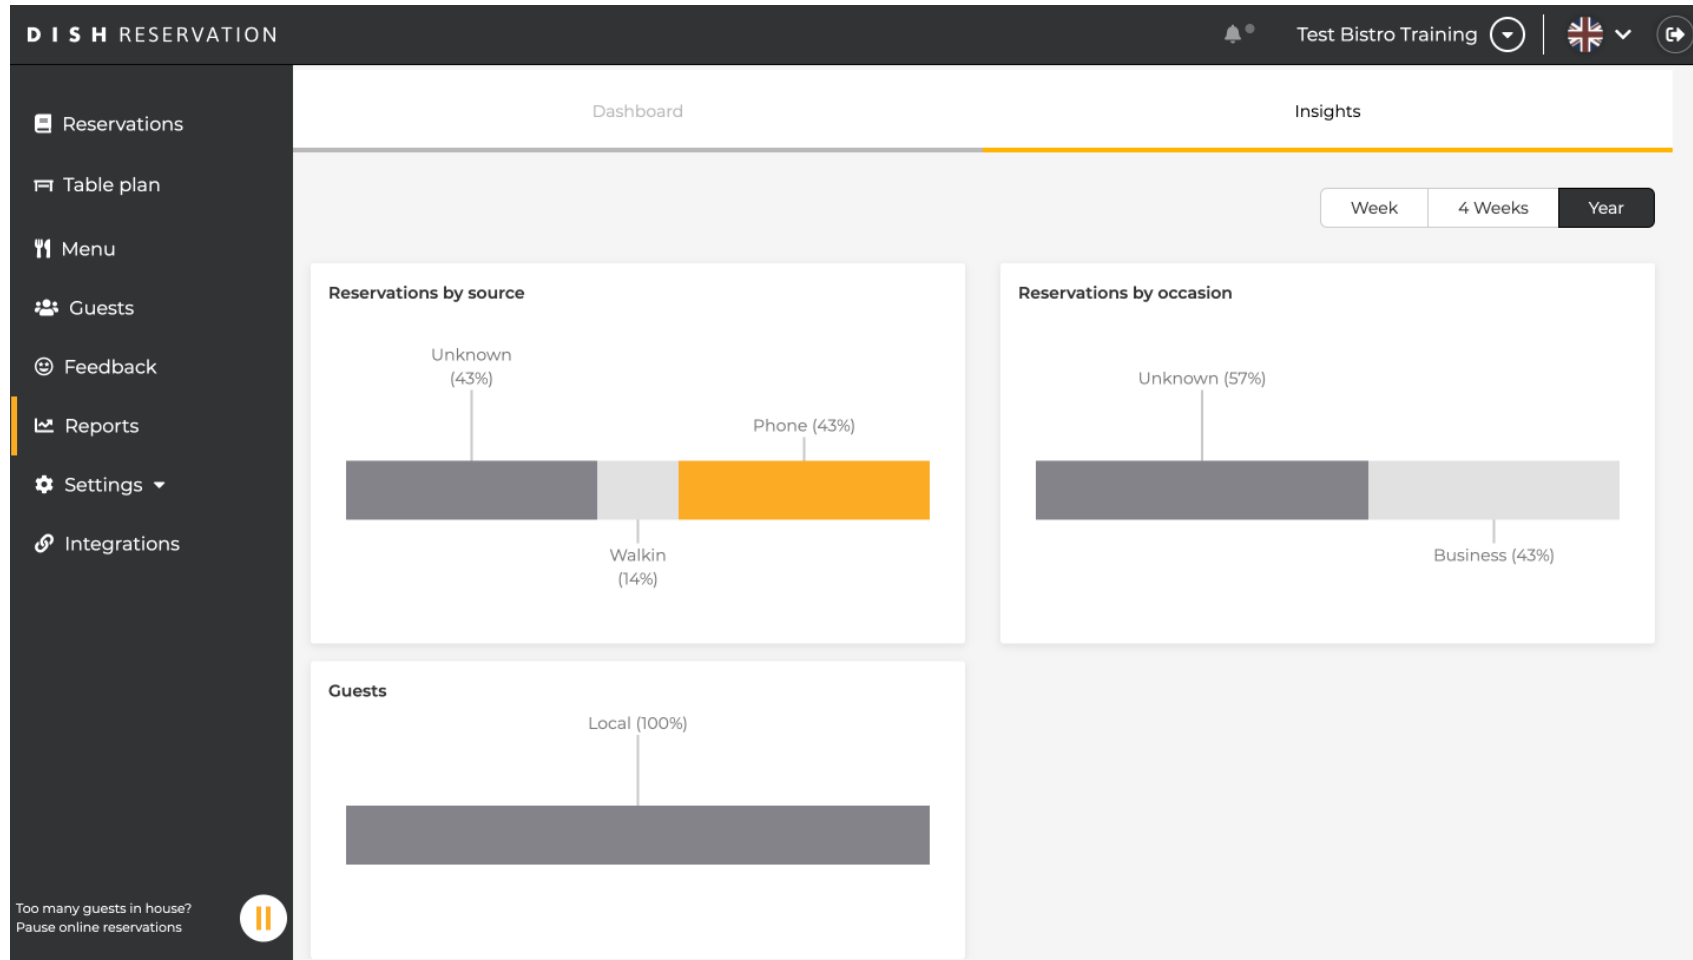 DISH RESERVATION
Test Bistro Training
Reservations
Table plan
Menu
Guests
Feedback
Reports
Settings
Integrations
Too many guests in house?
Pause online reservations
Dashboard
Insights
Week
4 Weeks
Year
Reservations by source
Unknown
(43%)
Phone (43%)
Walkin
(14%)
Reservations by occasion
Unknown (57%)
Business (43%)
Guests
Local (100%)